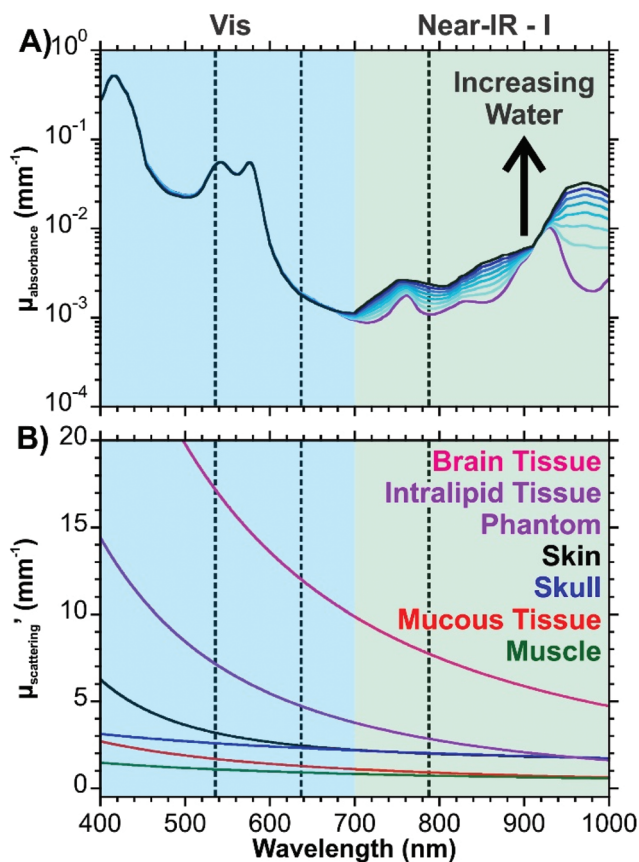 Vis
Near-IR - I
A)
10⁰
10⁻¹
10⁻²
10⁻³
10⁻⁴
μabsorbance (mm⁻¹)
Increasing
Water
B)
20
15
10
5
0
μscattering' (mm⁻¹)
Brain Tissue
Intralipid Tissue
Phantom
Skin
Skull
Mucous Tissue
Muscle
400 500 600 700 800 900 1000
Wavelength (nm)